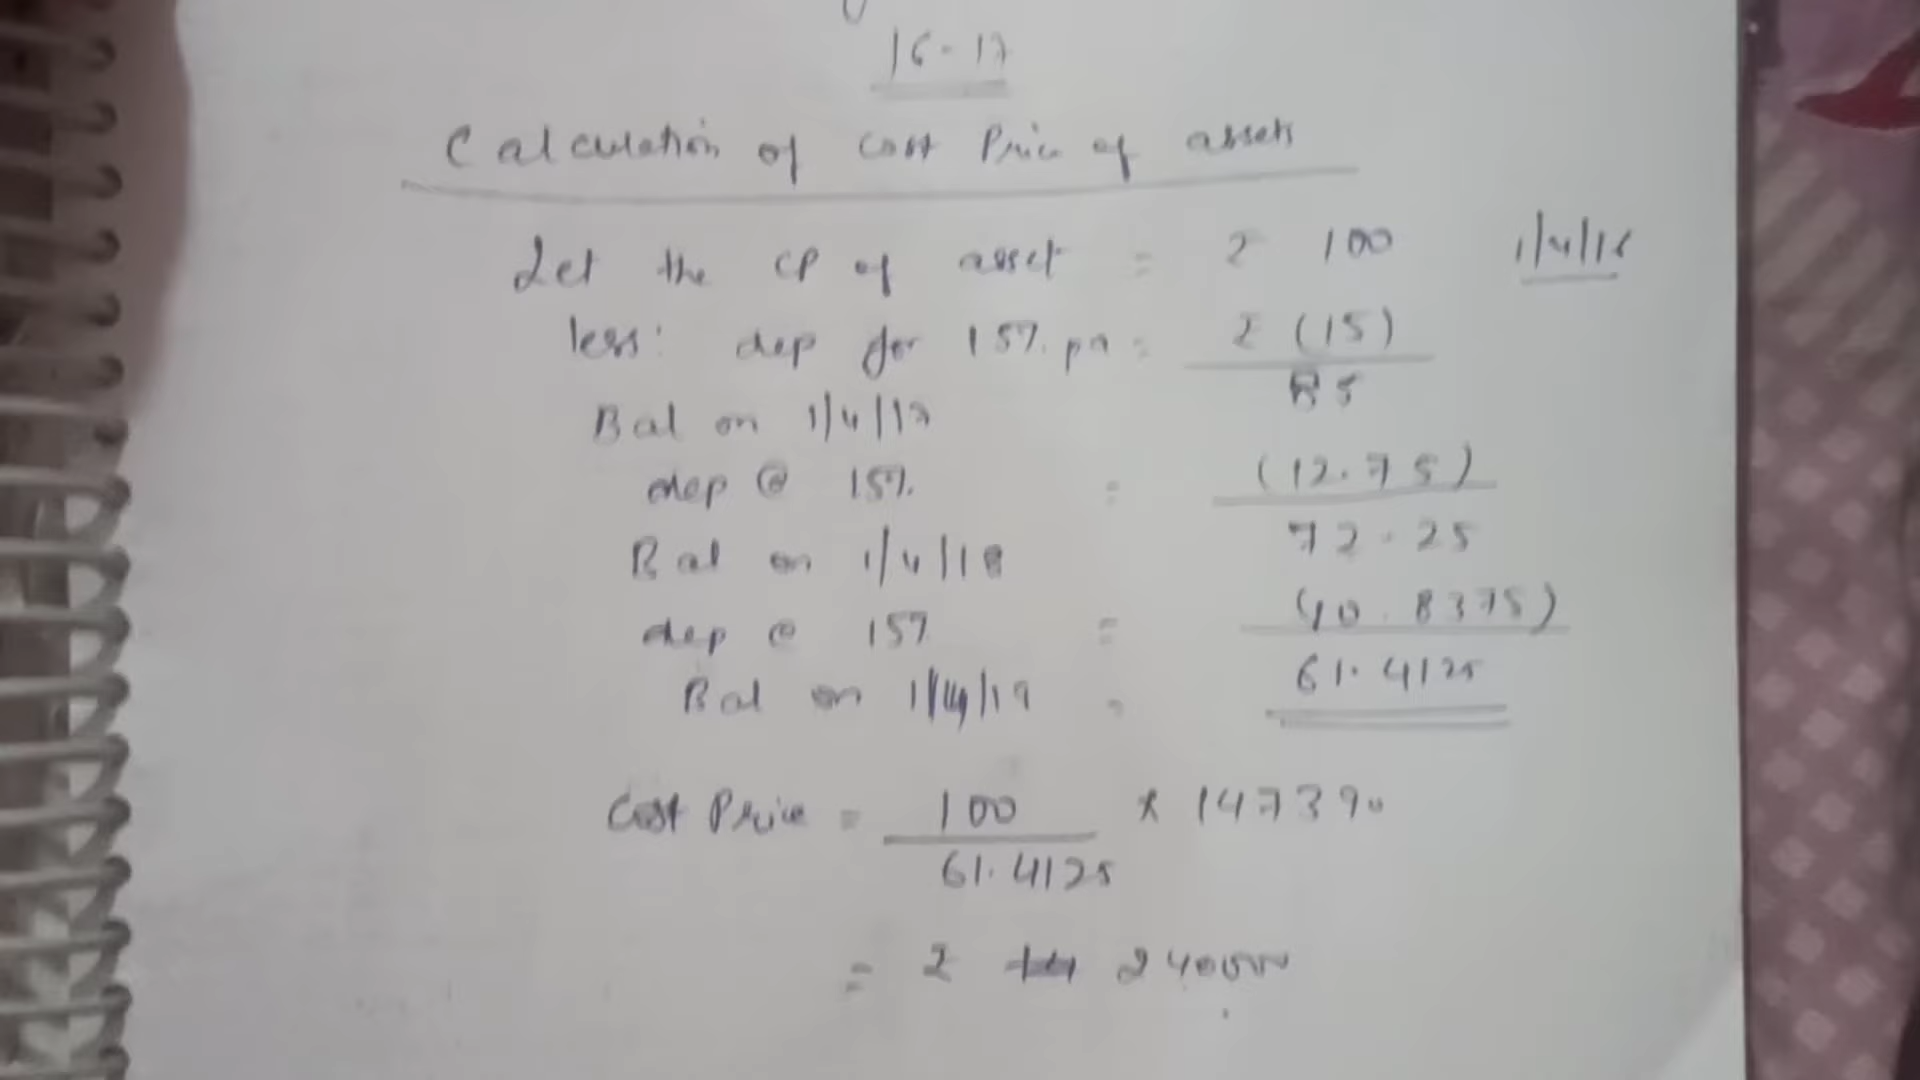 16-17
Calculation of Cost Price of assets
Let the CP of asset = ₹ 100 1/4/16
less: dep for 15% pa = ₹ (15)
85
Bal on 1/4/17
dep @ 15% = (12.75)
72.25
Bal on 1/4/18
dep @ 15% = (10.8375)
Bal on 1/4/19 = 61.4125
Cost Price = 100 × 147390
61.4125
= ₹ 240000